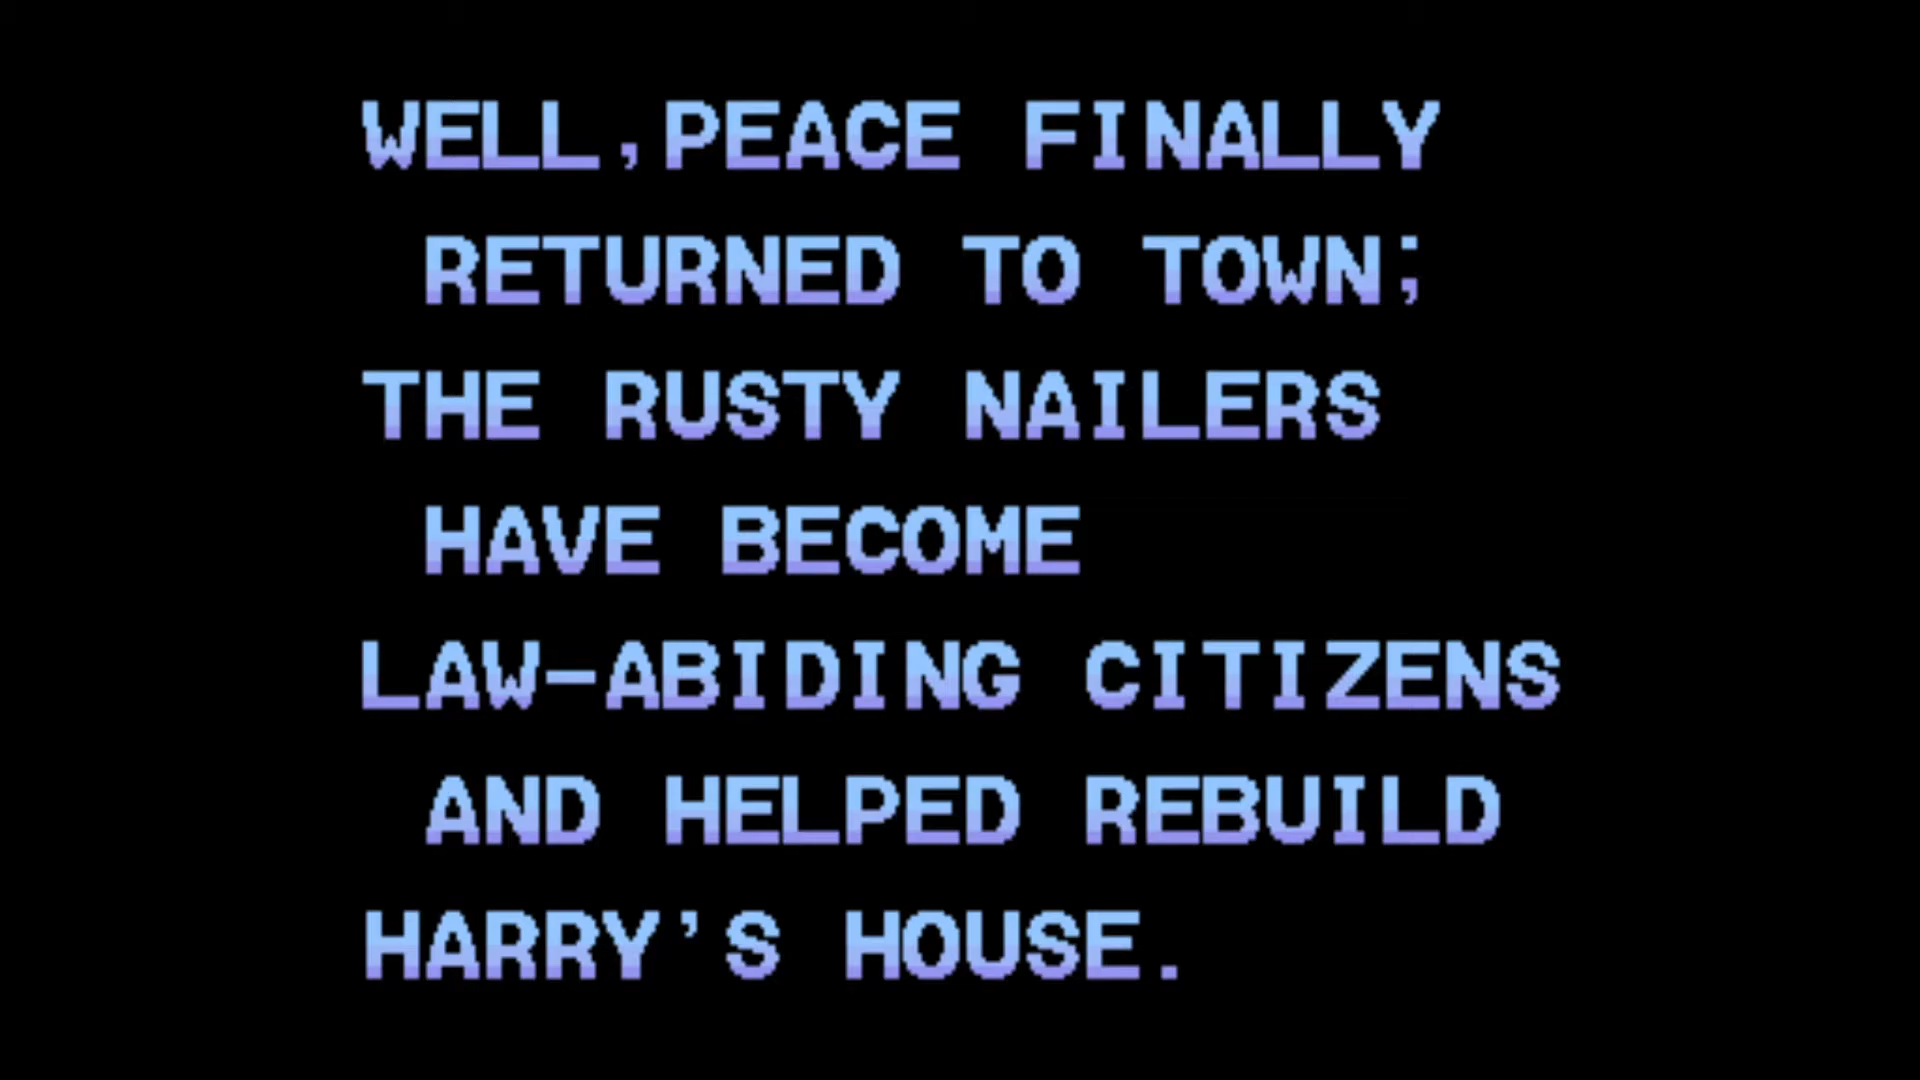 WELL,PEACE FINALLY
RETURNED TO TOWN;
THE RUSTY NAILERS
HAVE BECOME
LAW-ABIDING CITIZENS
AND HELPED REBUILD
HARRY'S HOUSE.